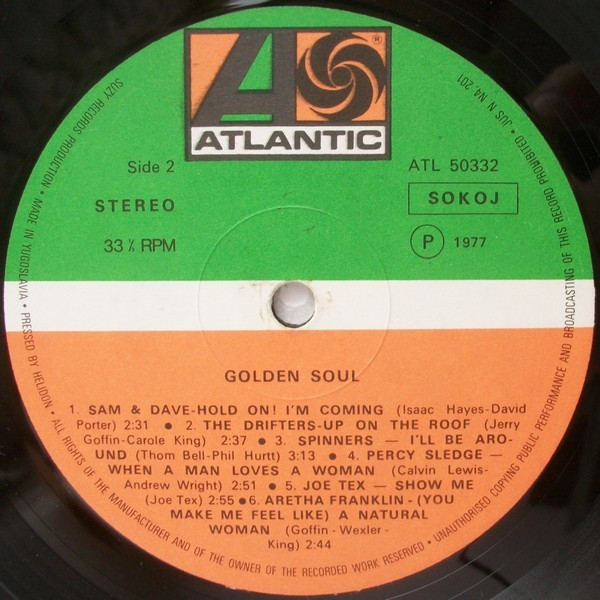 ATLANTIC
®
Side 2
ATL 50332
STEREO
SOKOJ
33 ⅓ RPM
P 1977
GOLDEN SOUL
1. SAM & DAVE-HOLD ON! I'M COMING (Isaac Hayes-David
Porter) 2:31 ● 2. THE DRIFTERS-UP ON THE ROOF (Jerry
Goffin-Carole King) 2:37 ● 3. SPINNERS — I'LL BE ARO-
UND (Thom Bell-Phil Hurtt) 3:13 ● 4. PERCY SLEDGE —
WHEN A MAN LOVES A WOMAN (Calvin Lewis-
Andrew Wright) 2:51 ● 5. JOE TEX — SHOW ME
(Joe Tex) 2:55 ●6. ARETHA FRANKLIN - (YOU
MAKE ME FEEL LIKE) A NATURAL
WOMAN (Goffin - Wexler -
King) 2:44
SUZY RECORDS PRODUCTION • MADE IN YUGOSLAVIA • PRESSED BY HELIDON • ALL RIGHTS OF THE MANUFACTURER AND OF THE OWNER OF THE RECORDED WORK RESERVED • UNAUTHORISED COPYING PUBLIC PERFORMANCE AND BROADCASTING OF THIS RECORD PROHIBITED • JUS N N4. 201